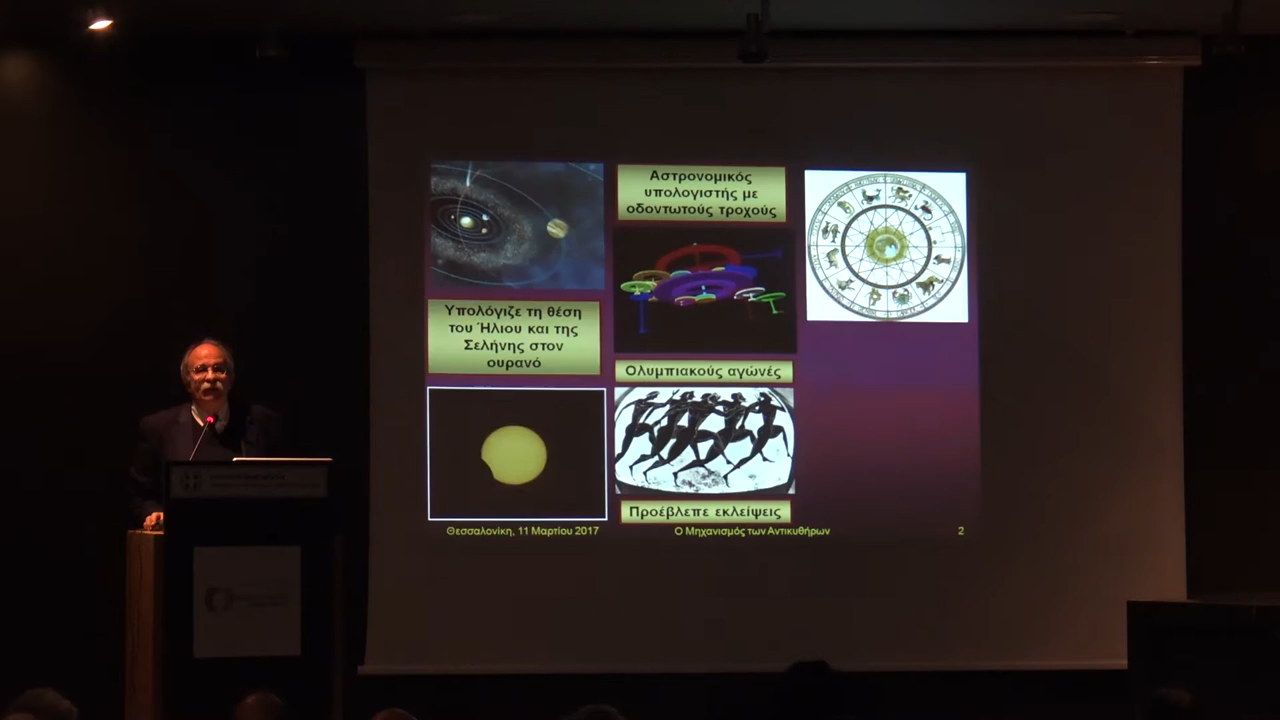 Αστρονομικός
υπολογιστής με
οδοντωτούς τροχούς
Υπολόγιζε τη θέση
του Ήλιου και της
Σελήνης στον
ουρανό
Ολυμπιακούς αγώνές
Προέβλεπε εκλείψεις
Θεσσαλονίκη, 11 Μαρτίου 2017
Ο Μηχανισμός των Αντικυθήρων
2